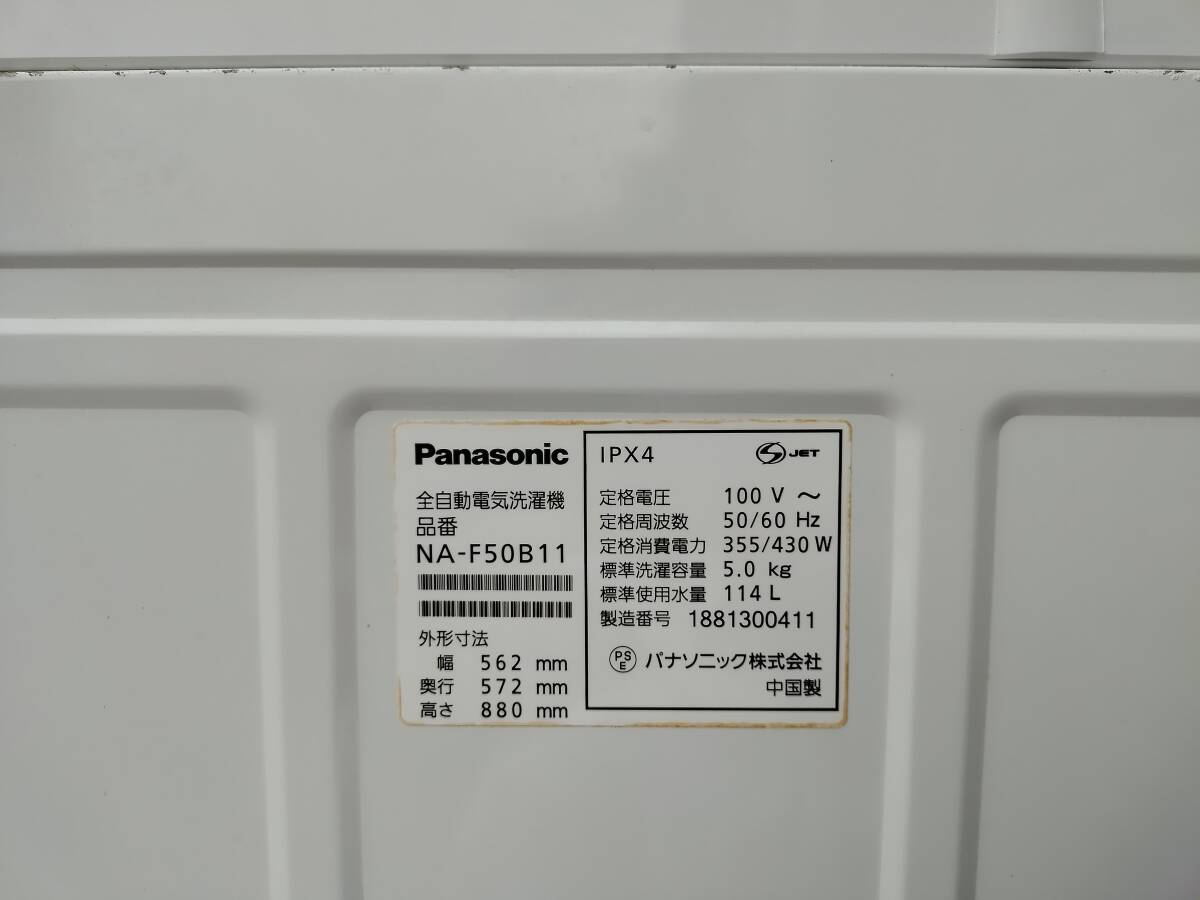 Panasonic
全自動電気洗濯機
品番
NA-F50B11
外形寸法
幅 562 mm
奥行 572 mm
高さ 880 mm
IPX4 S JET
定格電圧 100 V ～
定格周波数 50/60 Hz
定格消費電力 355/430 W
標準洗濯容量 5.0 kg
標準使用水量 114 L
製造番号 1881300411
PSE パナソニック株式会社
中国製